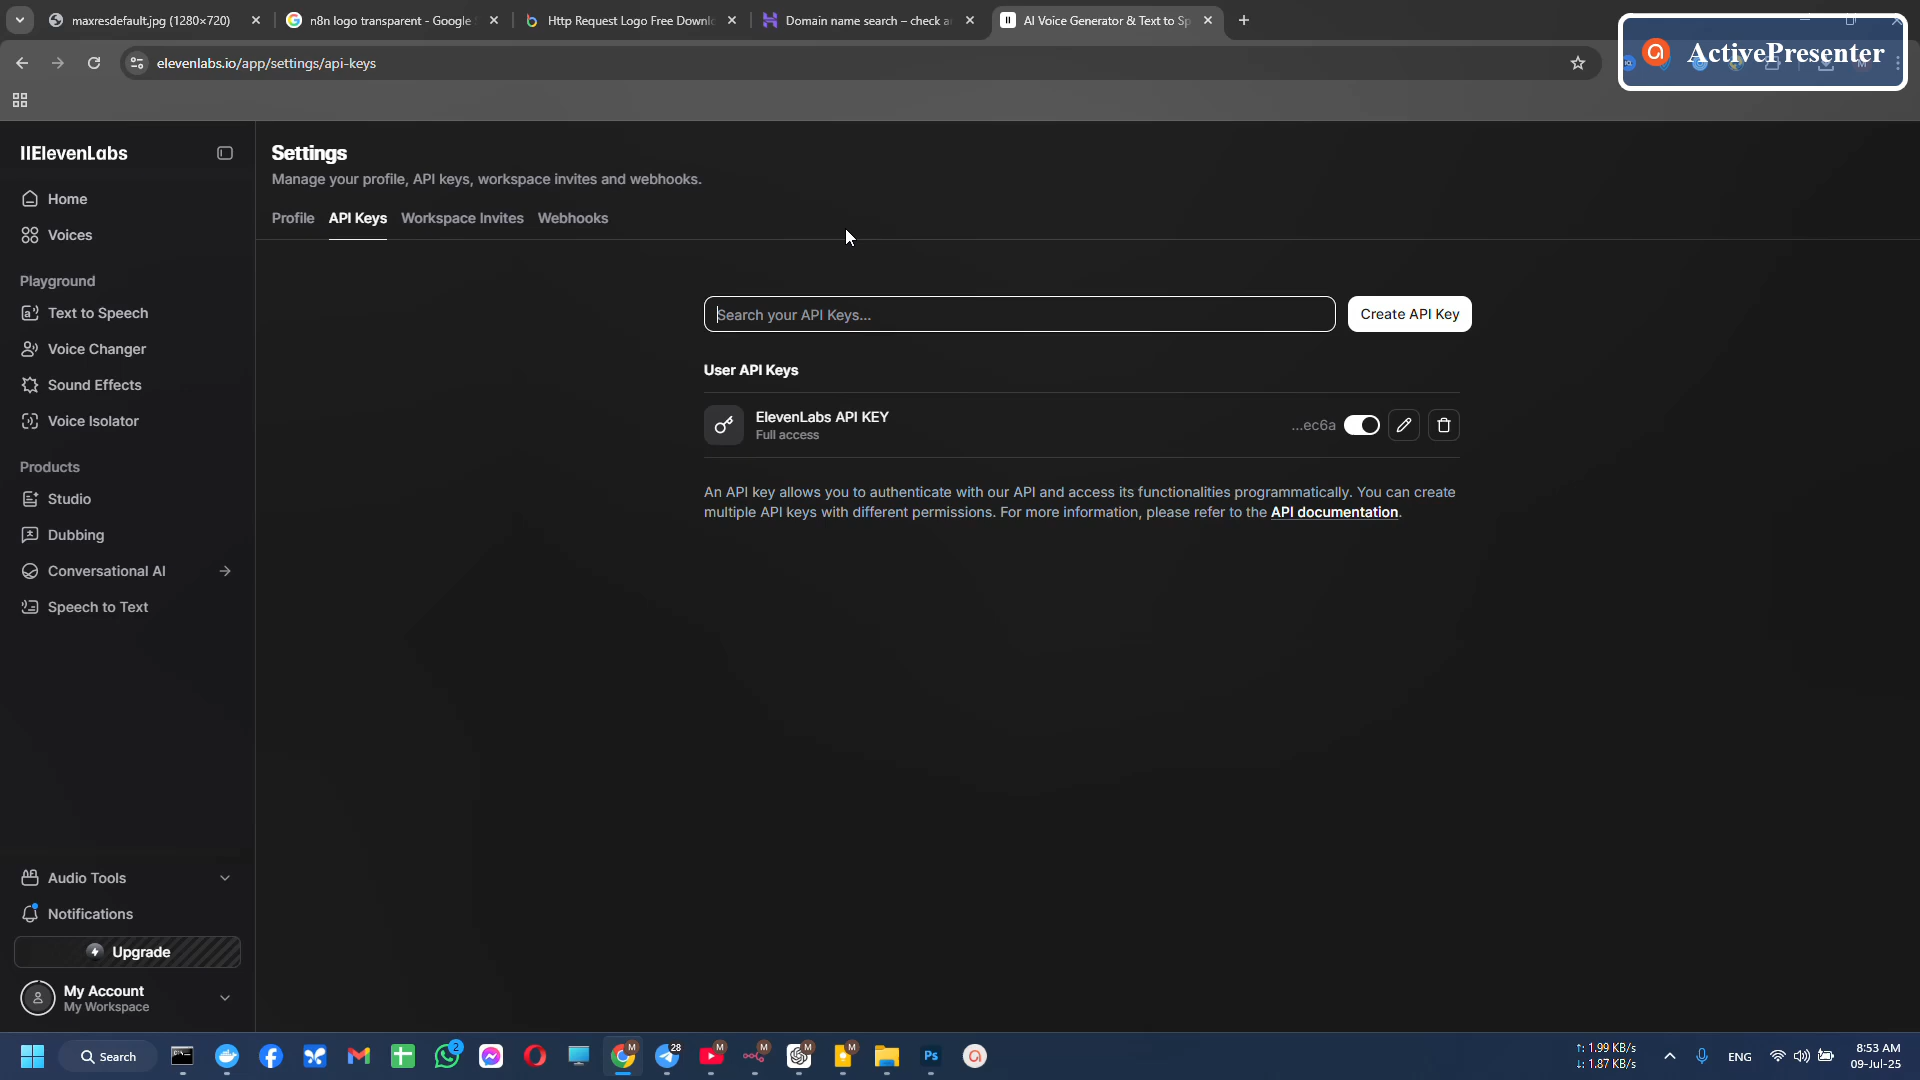 maxresdefault.jpg (1280×720)
n8n logo transparent - Google
Http Request Logo Free Downl
Domain name search – check a
AI Voice Generator & Text to Sp
ActivePresenter
elevenlabs.io/app/settings/api-keys
IIElevenLabs
Home
Voices
Playground
Text to Speech
Voice Changer
Sound Effects
Voice Isolator
Products
Studio
Dubbing
Conversational AI
Speech to Text
Audio Tools
Notifications
Upgrade
My Account
My Workspace
Settings
Manage your profile, API keys, workspace invites and webhooks.
Profile API Keys Workspace Invites Webhooks
Search your API Keys...
Create API Key
User API Keys
ElevenLabs API KEY
Full access
...ec6a
An API key allows you to authenticate with our API and access its functionalities programmatically. You can create
multiple API keys with different permissions. For more information, please refer to the API documentation.
Search
2
M
28
M
M
M
M
Ps
↑: 1.99 KB/s
↓: 1.87 KB/s
ENG
8:53 AM
09-Jul-25